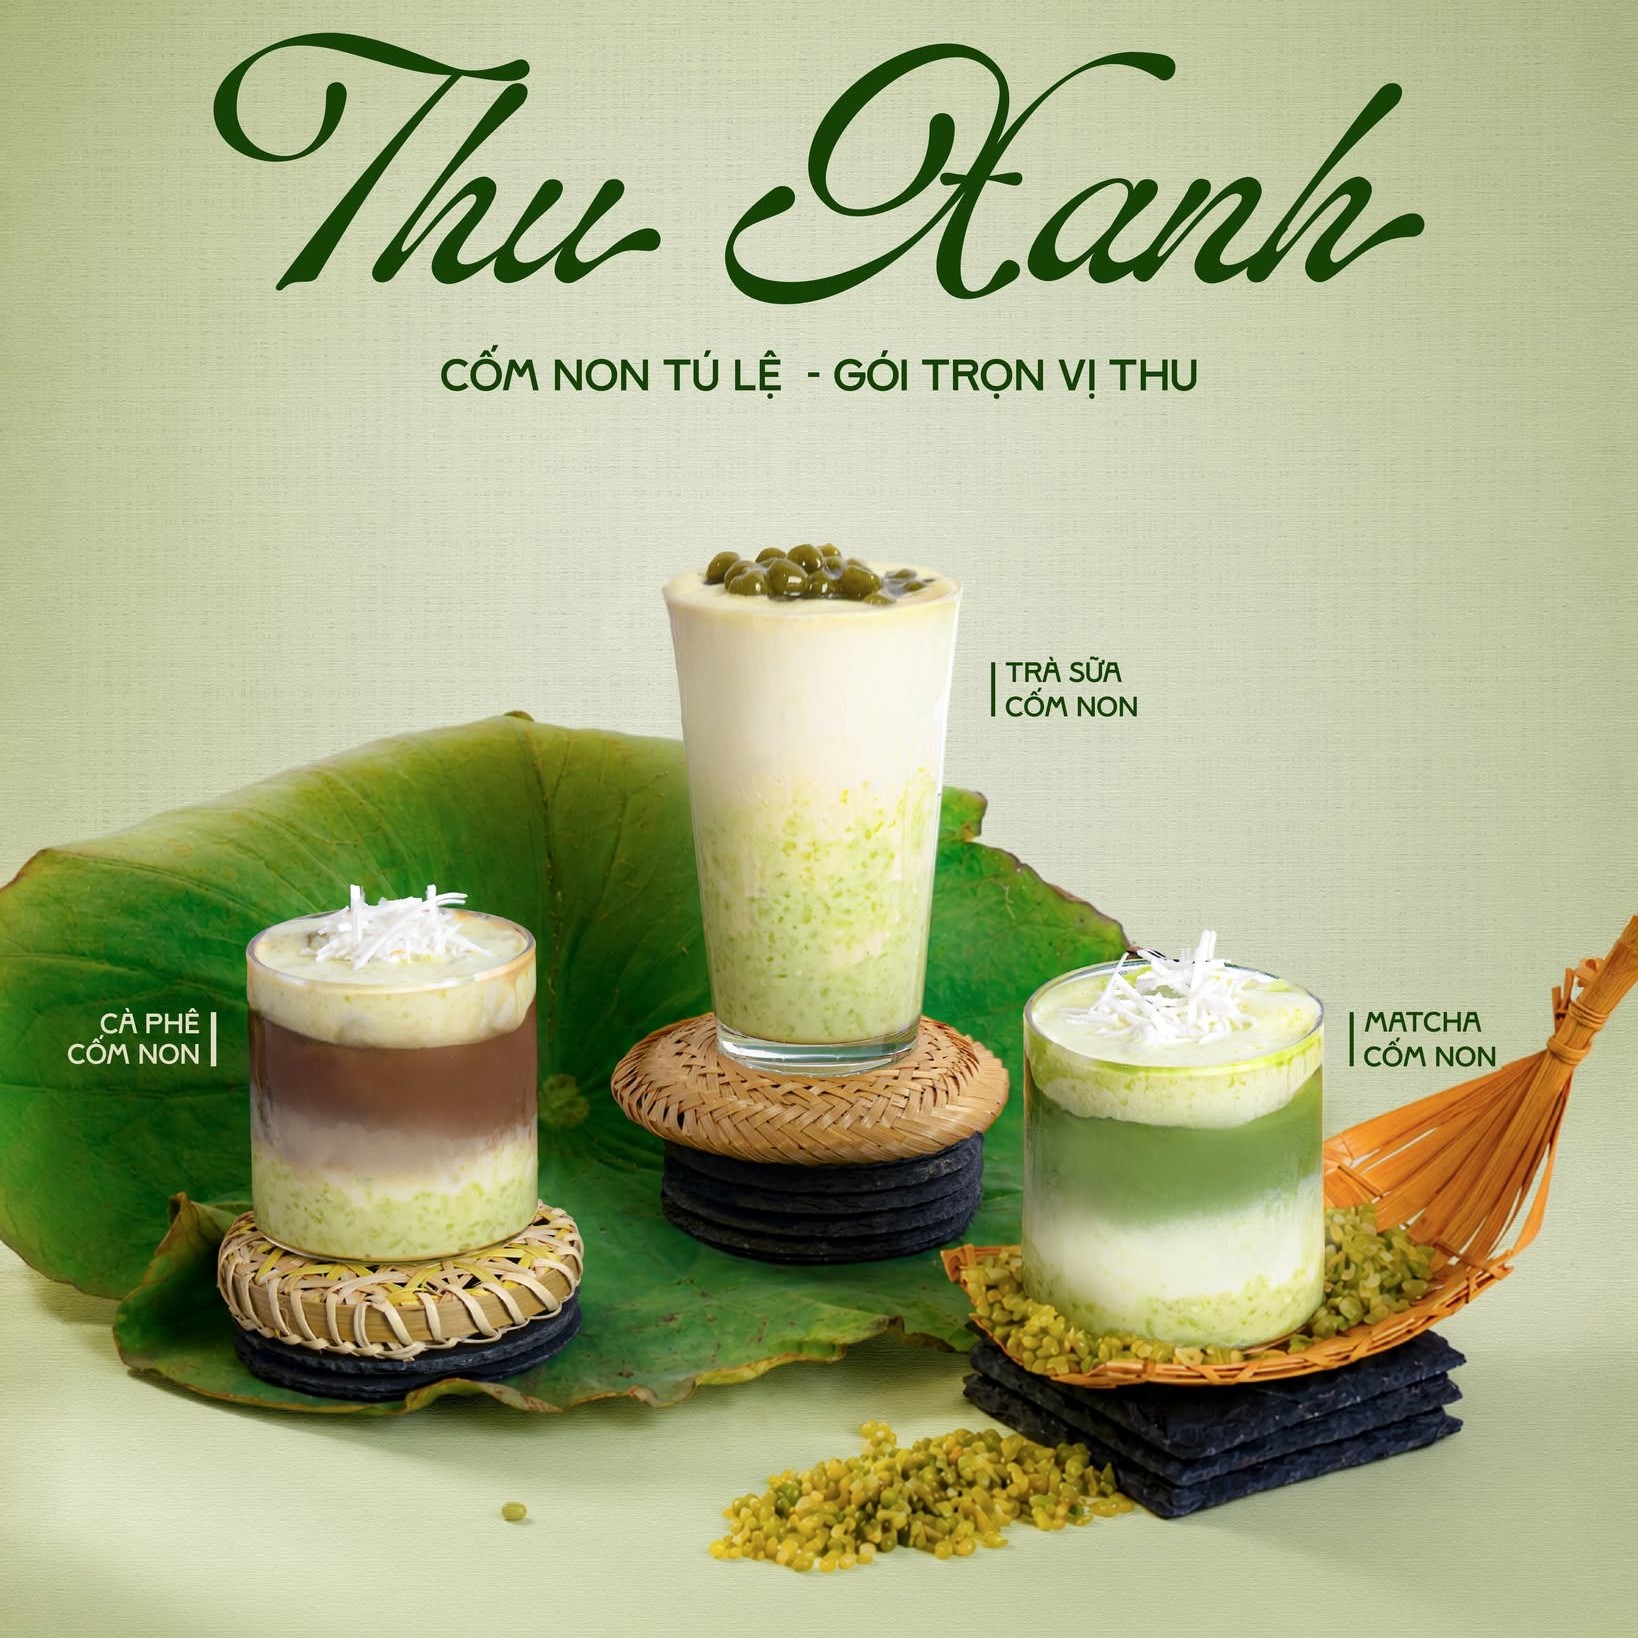 Thu Xanh
CỐM NON TÚ LỆ - GÓI TRỌN VỊ THU
TRÀ SỮA
CỐM NON
CÀ PHÊ
CỐM NON
MATCHA
CỐM NON